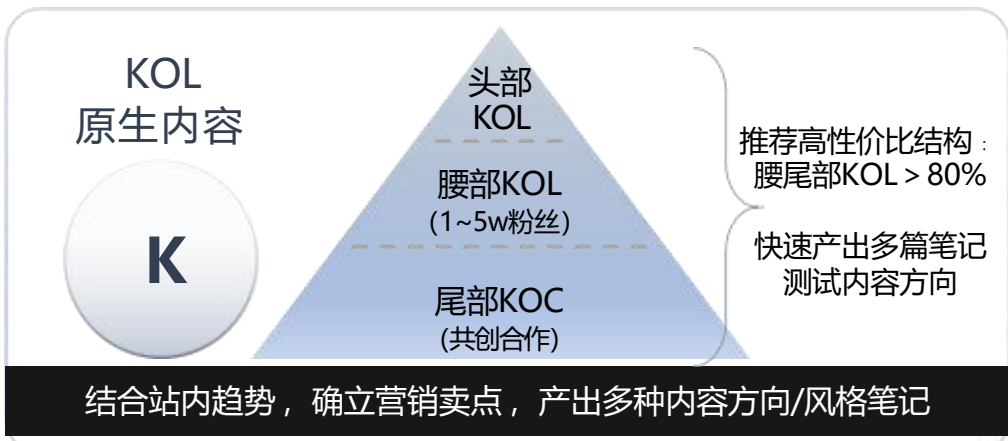 KOL
原生内容
K
头部
KOL
腰部KOL
(1~5w粉丝)
尾部KOC
(共创合作)
推荐高性价比结构：
腰尾部KOL＞80%
快速产出多篇笔记
测试内容方向
结合站内趋势，确立营销卖点，产出多种内容方向/风格笔记